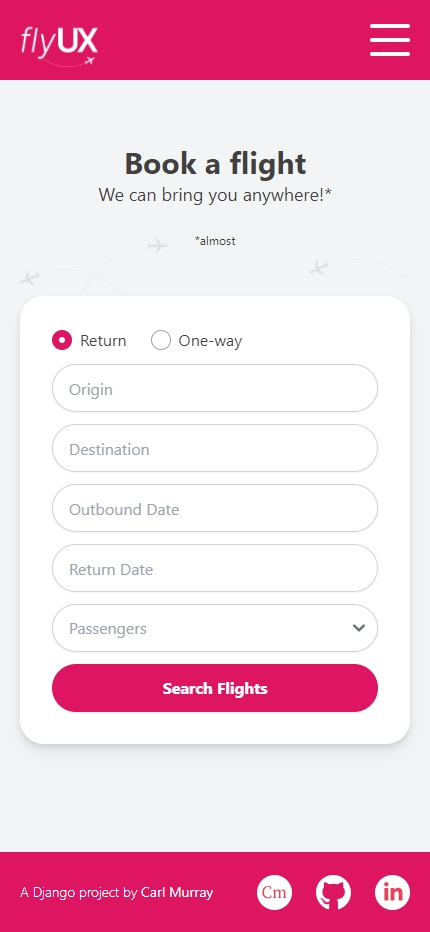 flyUX
Book a flight
We can bring you anywhere!*
*almost
Return One-way
Origin
Destination
Outbound Date
Return Date
Passengers
Search Flights
A Django project by Carl Murray Cm in